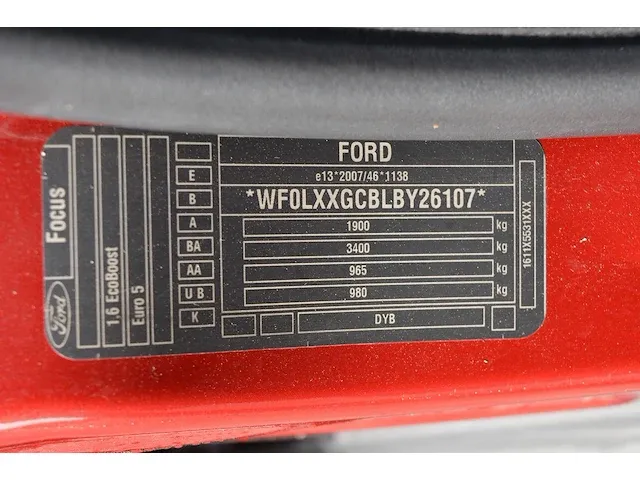 FORD
e13*2007/46*1138
*WF0LXXGCBLBY26107*
1900 kg
3400 kg
965 kg
980 kg
DYB
E
B
A
BA
AA
U B
K
Focus
1.6 EcoBoost
Euro 5
Ford
1611X5531XXX